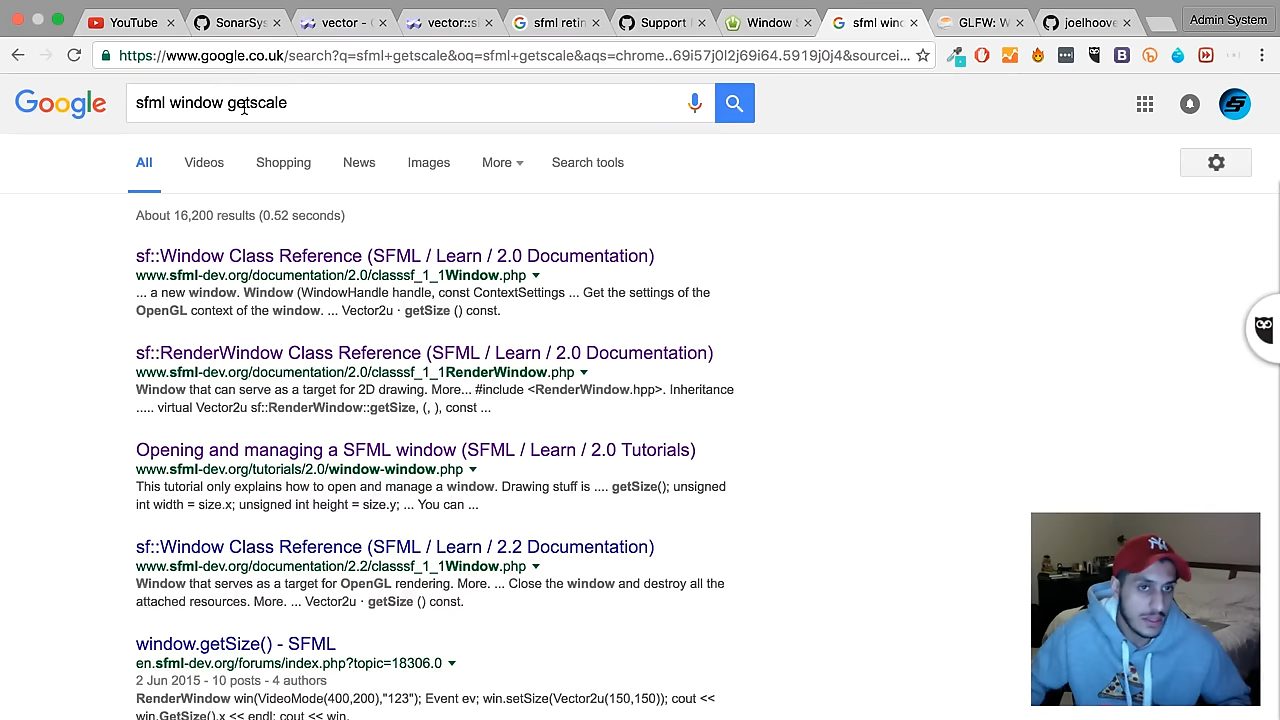 YouTube
SonarSys
vector - C
vector::si
sfml retin
Support
Window S
sfml wind
GLFW: W
joelhoove
Admin System
https://www.google.co.uk/search?q=sfml+getscale&oq=sfml+getscale&aqs=chrome..69i57j0l2j69i64.5919j0j4&sourcei...
Google
sfml window getscale
All
Videos
Shopping
News
Images
More
Search tools
About 16,200 results (0.52 seconds)
sf::Window Class Reference (SFML / Learn / 2.0 Documentation)
www.sfml-dev.org/documentation/2.0/classsf_1_1Window.php
... a new window. Window (WindowHandle handle, const ContextSettings ... Get the settings of the
OpenGL context of the window. ... Vector2u · getSize () const.
sf::RenderWindow Class Reference (SFML / Learn / 2.0 Documentation)
www.sfml-dev.org/documentation/2.0/classsf_1_1RenderWindow.php
Window that can serve as a target for 2D drawing. More... #include <RenderWindow.hpp>. Inheritance
..... virtual Vector2u sf::RenderWindow::getSize, (, ), const ...
Opening and managing a SFML window (SFML / Learn / 2.0 Tutorials)
www.sfml-dev.org/tutorials/2.0/window-window.php
This tutorial only explains how to open and manage a window. Drawing stuff is .... getSize(); unsigned
int width = size.x; unsigned int height = size.y; ... You can ...
sf::Window Class Reference (SFML / Learn / 2.2 Documentation)
www.sfml-dev.org/documentation/2.2/classsf_1_1Window.php
Window that serves as a target for OpenGL rendering. More. ... Close the window and destroy all the
attached resources. More. ... Vector2u · getSize () const.
window.getSize() - SFML
en.sfml-dev.org/forums/index.php?topic=18306.0
2 Jun 2015 - 10 posts - 4 authors
RenderWindow win(VideoMode(400,200),"123"); Event ev; win.setSize(Vector2u(150,150)); cout <<
win.GetSize().x << endl; cout << win.